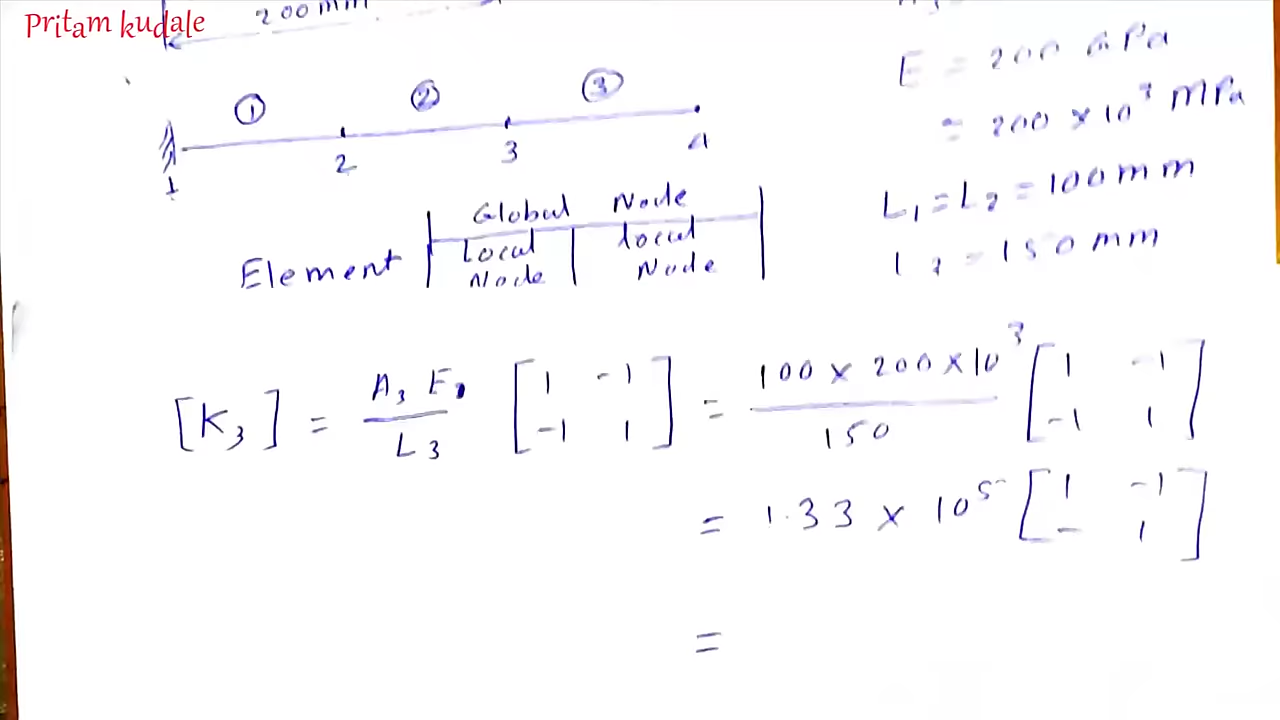 Pritam kudale
200 mm
E = 200 GPa
= 200 × 10³ MPa
① ② ③
1 2 3 4
L₁ = L₂ = 100 mm
L₃ = 150 mm
Global Node
Element Local Node local Node
[K₃] = A₃ E₃ / L₃ [1 -1; -1 1] = 100 × 200 × 10³ / 150 [1 -1; -1 1]
= 1.33 × 10⁵ [1 -1; - 1]
=